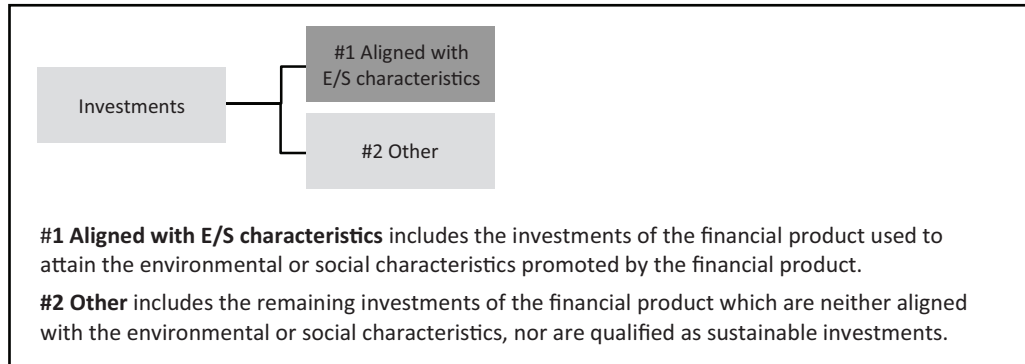 #1 Aligned with
E/S characteristics
Investments
#2 Other
#1 Aligned with E/S characteristics includes the investments of the financial product used to
attain the environmental or social characteristics promoted by the financial product.
#2 Other includes the remaining investments of the financial product which are neither aligned
with the environmental or social characteristics, nor are qualified as sustainable investments.